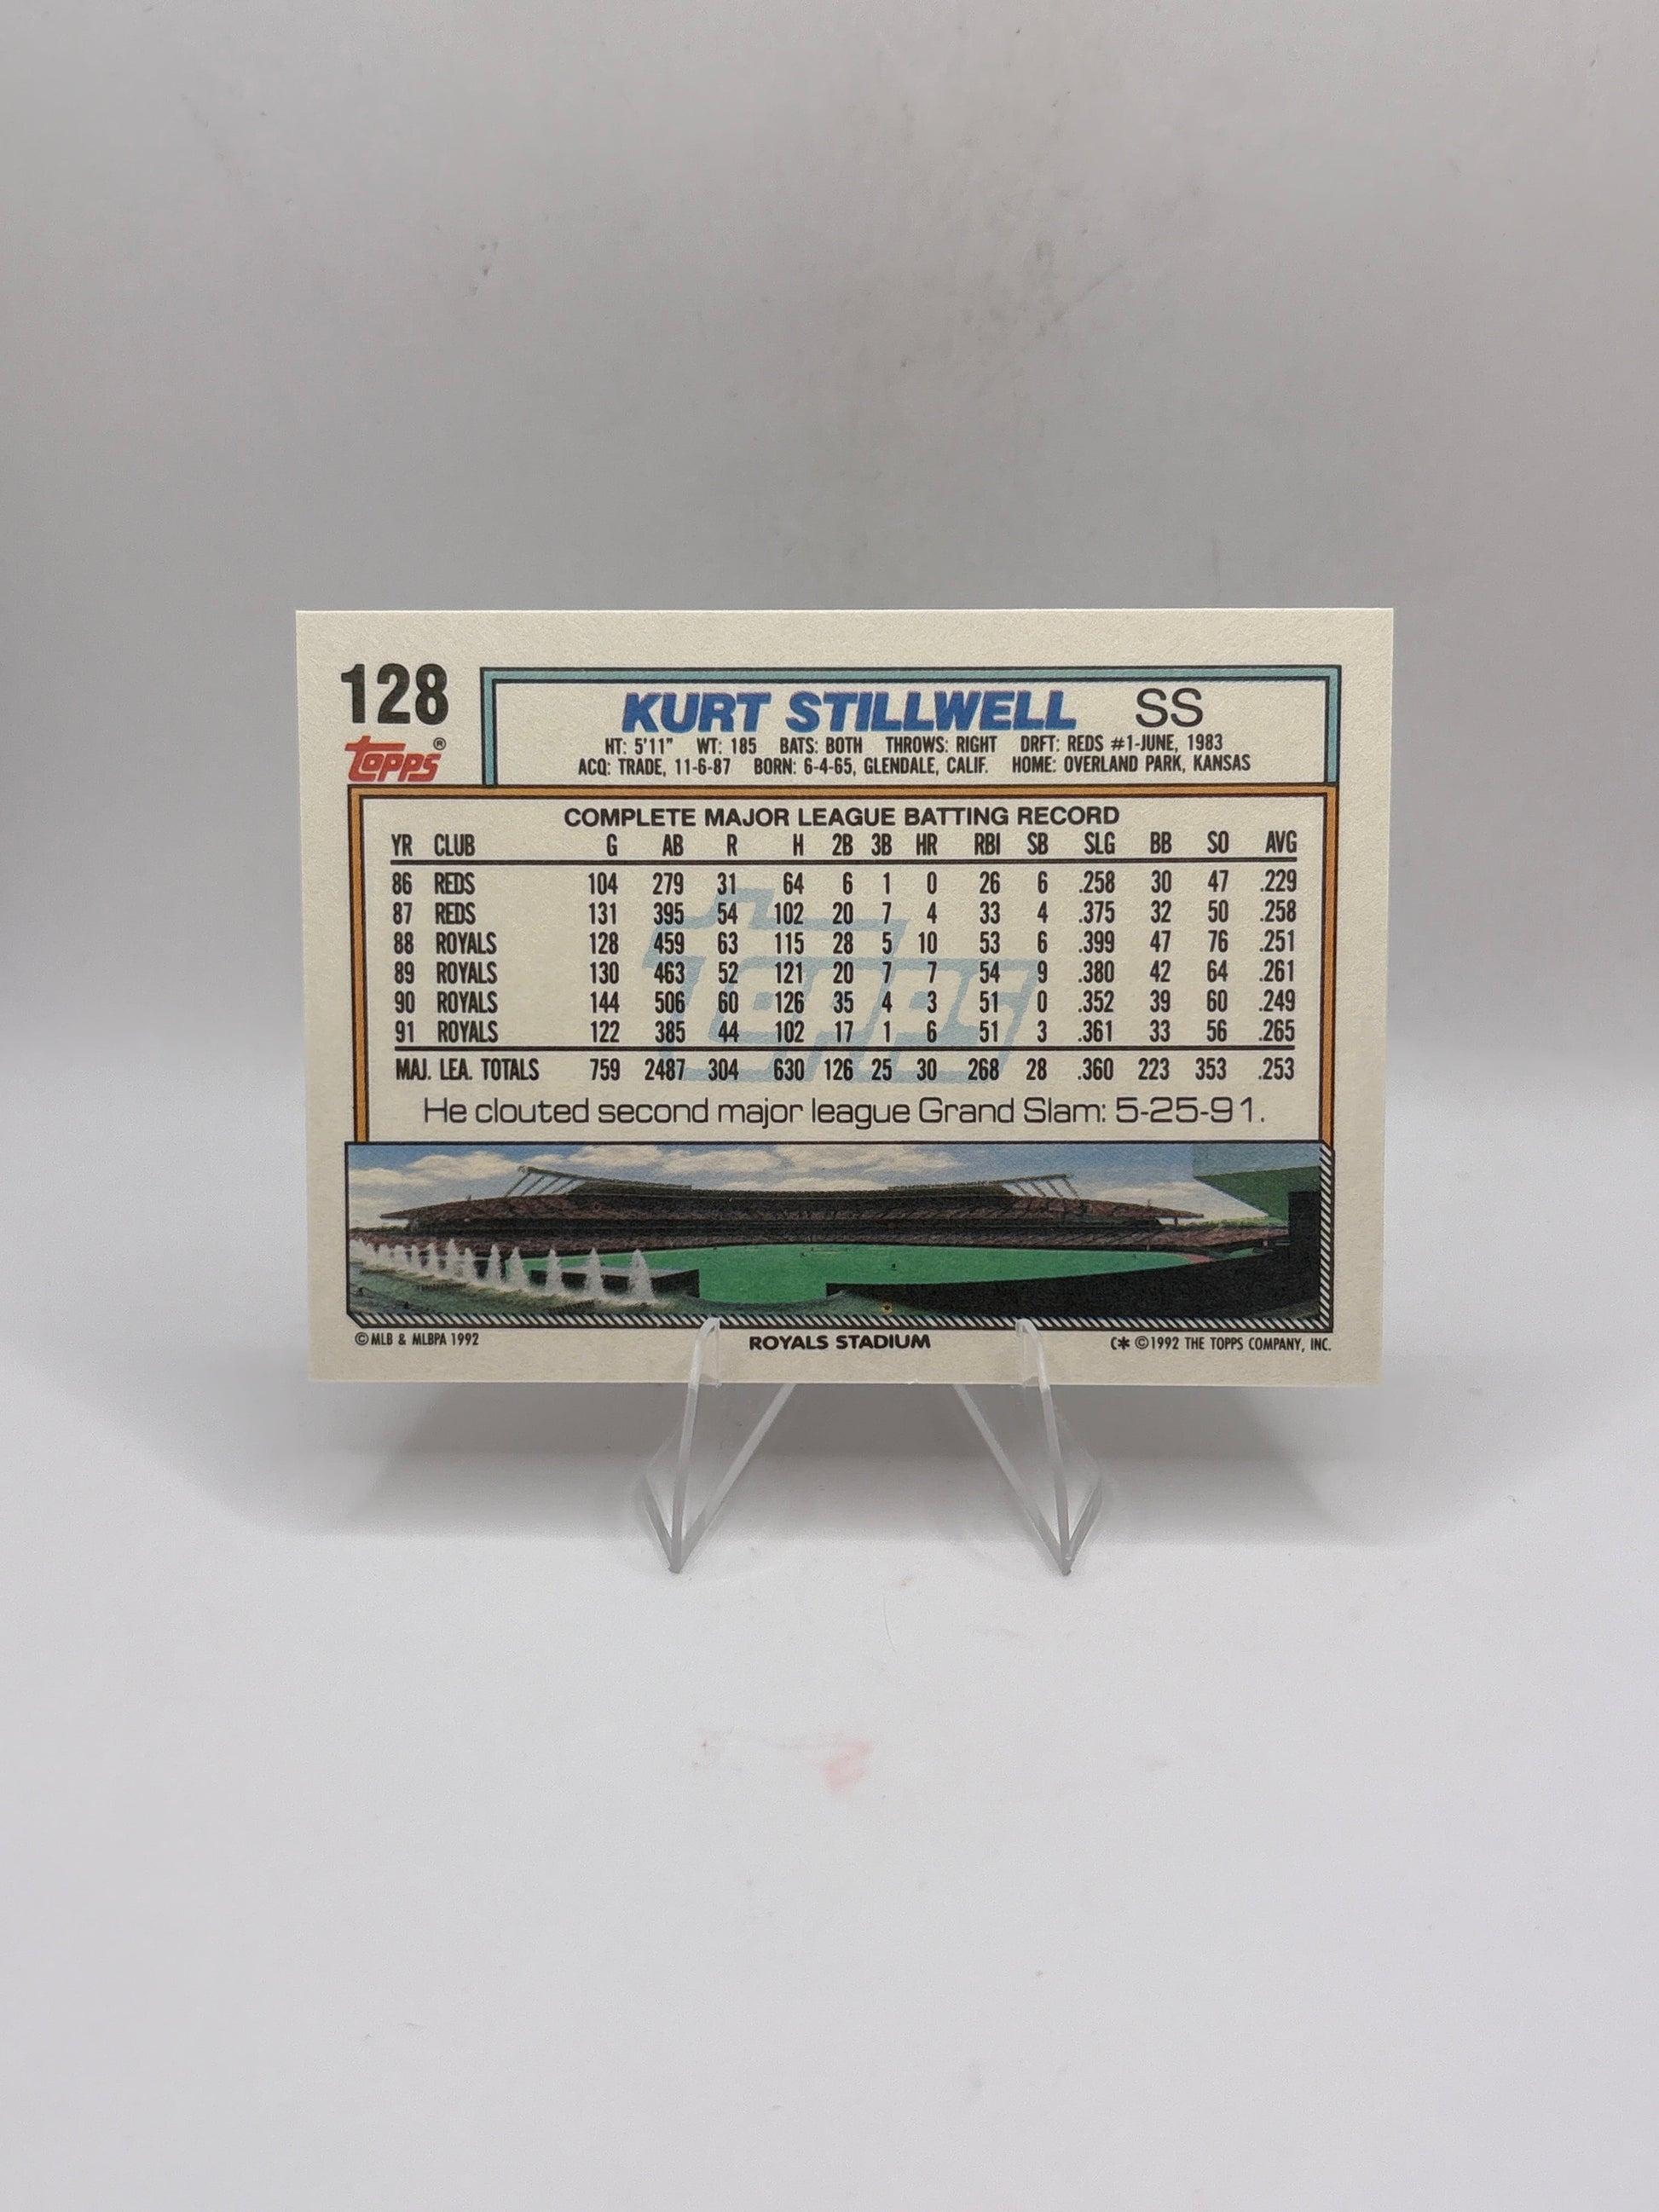 128
Topps®
KURT STILLWELL SS
HT: 5'11" WT: 185 BATS: BOTH THROWS: RIGHT DRFT: REDS #1-JUNE, 1983
ACQ: TRADE, 11-6-87 BORN: 6-4-65, GLENDALE, CALIF. HOME: OVERLAND PARK, KANSAS
COMPLETE MAJOR LEAGUE BATTING RECORD
YR CLUB G AB R H 2B 3B HR RBI SB SLG BB SO AVG
86 REDS 104 279 31 64 6 1 0 26 6 .258 30 47 .229
87 REDS 131 395 54 102 20 7 4 33 4 .375 32 50 .258
88 ROYALS 128 459 63 115 28 5 10 53 6 .399 47 76 .251
89 ROYALS 130 463 52 121 20 7 7 54 9 .380 42 64 .261
90 ROYALS 144 506 60 126 35 4 3 51 0 .352 39 60 .249
91 ROYALS 122 385 44 102 17 1 6 51 3 .361 33 56 .265
MAJ. LEA. TOTALS 759 2487 304 630 126 25 30 268 28 .360 223 353 .253
Topps
He clouted second major league Grand Slam: 5-25-91.
© MLB & MLBPA 1992 ROYALS STADIUM C* © 1992 THE TOPPS COMPANY, INC.